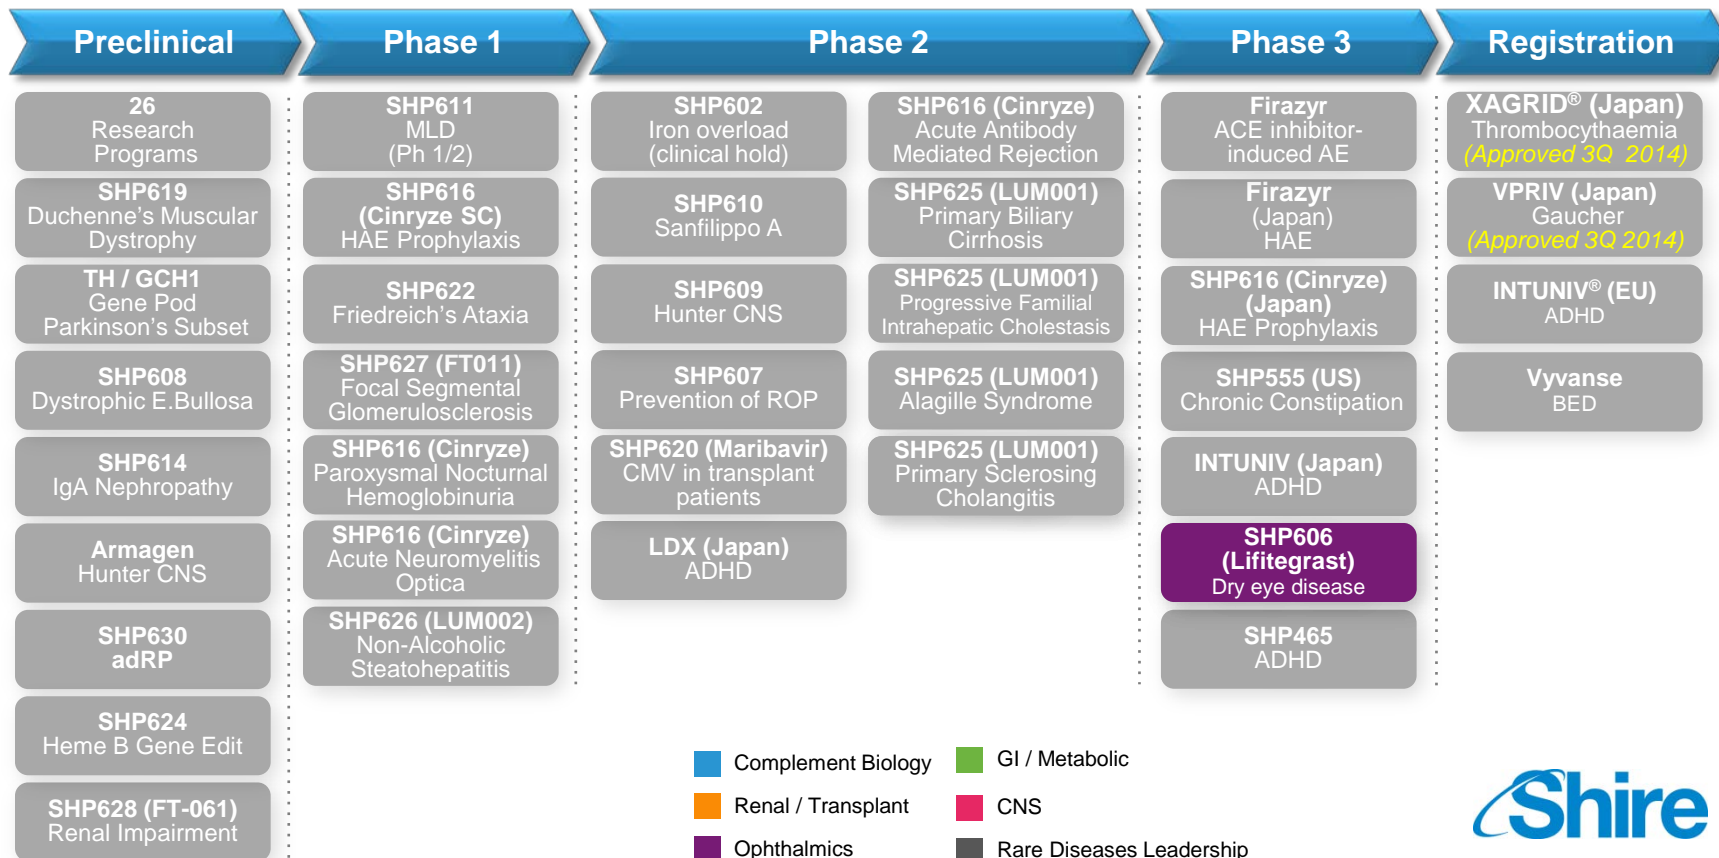 Preclinical
Phase 1
Phase 2
Phase 3
Registration
26
Research
Programs
SHP619
Duchenne's Muscular
Dystrophy
TH / GCH1
Gene Pod
Parkinson's Subset
SHP608
Dystrophic E.Bullosa
SHP614
IgA Nephropathy
Armagen
Hunter CNS
SHP630
adRP
SHP624
Heme B Gene Edit
SHP628 (FT-061)
Renal Impairment
SHP611
MLD
(Ph 1/2)
SHP616
(Cinryze SC)
HAE Prophylaxis
SHP622
Friedreich's Ataxia
SHP627 (FT011)
Focal Segmental
Glomerulosclerosis
SHP616 (Cinryze)
Paroxysmal Nocturnal
Hemoglobinuria
SHP616 (Cinryze)
Acute Neuromyelitis
Optica
SHP626 (LUM002)
Non-Alcoholic
Steatohepatitis
SHP602
Iron overload
(clinical hold)
SHP610
Sanfilippo A
SHP609
Hunter CNS
SHP607
Prevention of ROP
SHP620 (Maribavir)
CMV in transplant
patients
LDX (Japan)
ADHD
SHP616 (Cinryze)
Acute Antibody
Mediated Rejection
SHP625 (LUM001)
Primary Biliary
Cirrhosis
SHP625 (LUM001)
Progressive Familial
Intrahepatic Cholestasis
SHP625 (LUM001)
Alagille Syndrome
SHP625 (LUM001)
Primary Sclerosing
Cholangitis
Firazyr
ACE inhibitor-
induced AE
Firazyr
(Japan)
HAE
SHP616 (Cinryze)
(Japan)
HAE Prophylaxis
SHP555 (US)
Chronic Constipation
INTUNIV (Japan)
ADHD
SHP606
(Lifitegrast)
Dry eye disease
SHP465
ADHD
XAGRID® (Japan)
Thrombocythaemia
(Approved 3Q 2014)
VPRIV (Japan)
Gaucher
(Approved 3Q 2014)
INTUNIV® (EU)
ADHD
Vyvanse
BED
Complement Biology
GI / Metabolic
Renal / Transplant
CNS
Ophthalmics
Rare Diseases Leadership
Shire